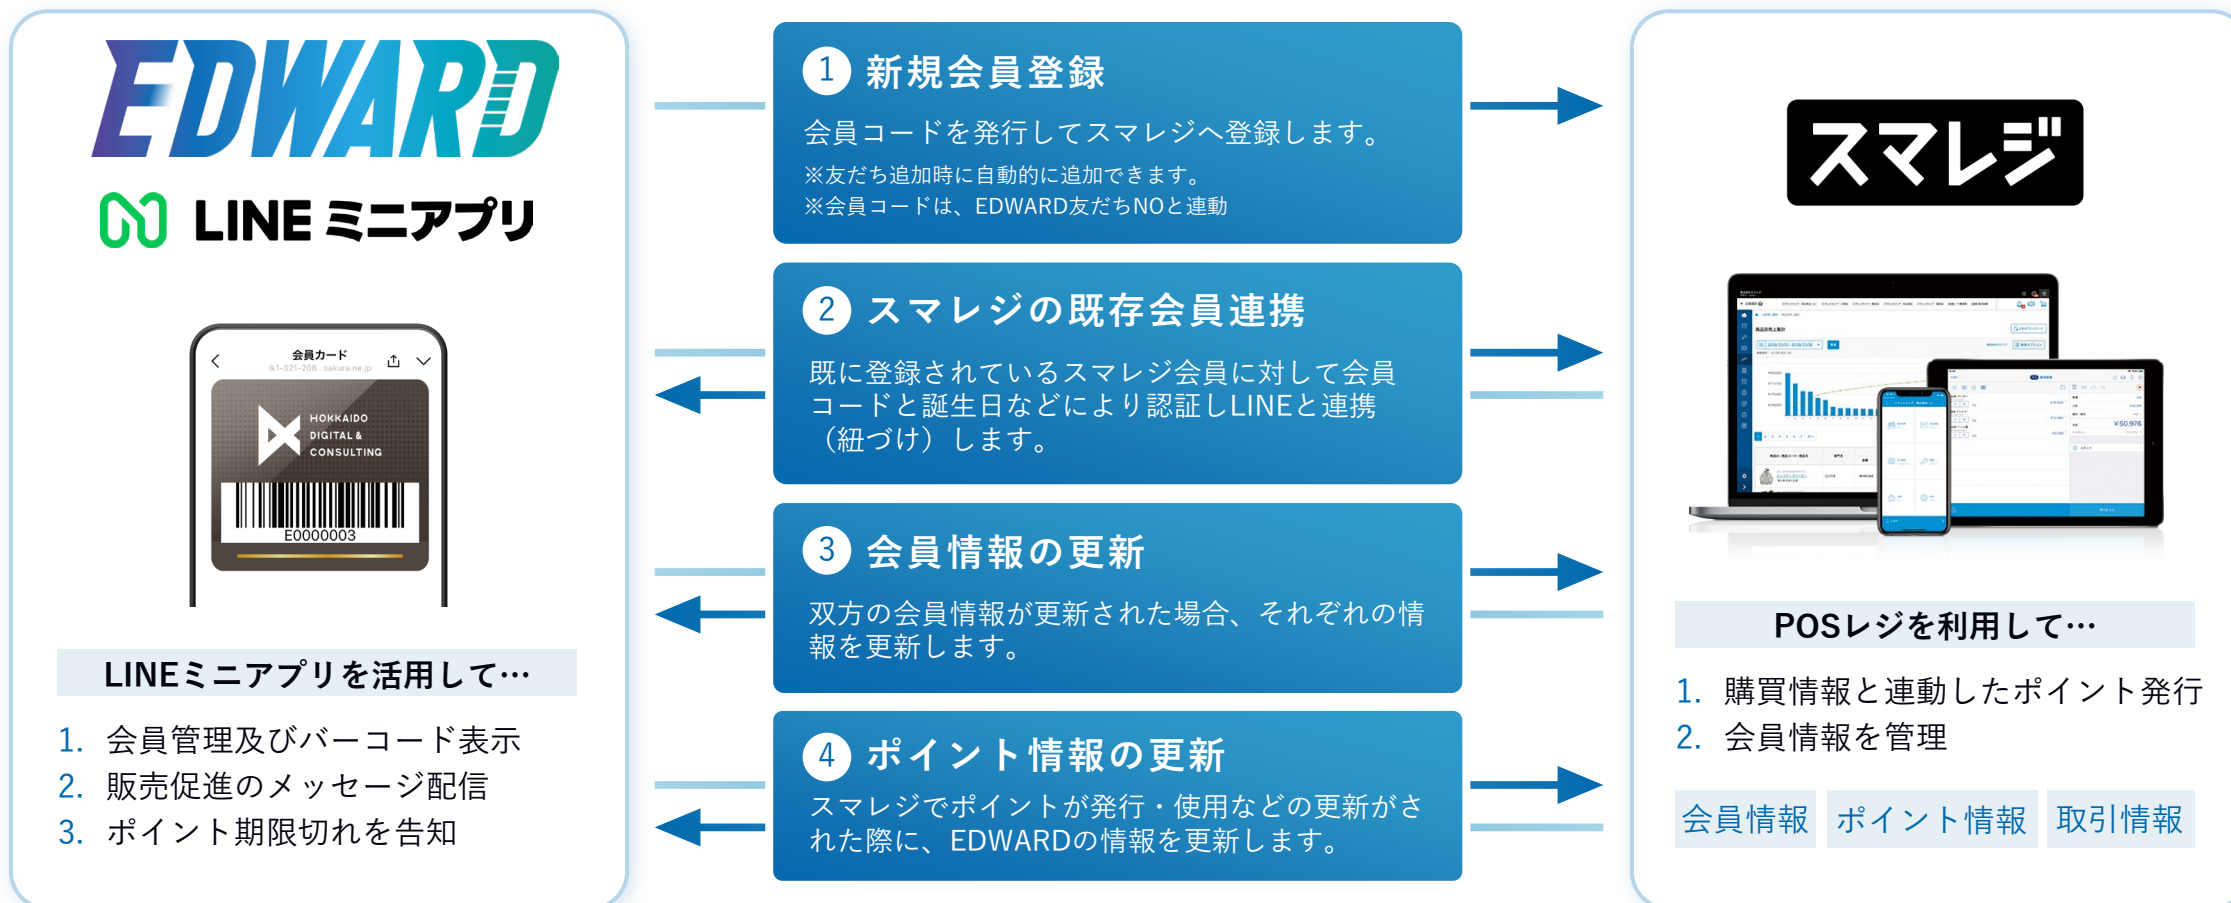 EDWARD
LINE ミニアプリ
会員カード
ik1-321-208...sakura.ne.jp
HOKKAIDO
DIGITAL &
CONSULTING
E0000003
LINEミニアプリを活用して…
1. 会員管理及びバーコード表示
2. 販売促進のメッセージ配信
3. ポイント期限切れを告知
1 新規会員登録
会員コードを発行してスマレジへ登録します。
※友だち追加時に自動的に追加できます。
※会員コードは、EDWARD友だちNOと連動
2 スマレジの既存会員連携
既に登録されているスマレジ会員に対して会員
コードと誕生日などにより認証しLINEと連携
（紐づけ）します。
3 会員情報の更新
双方の会員情報が更新された場合、それぞれの情
報を更新します。
4 ポイント情報の更新
スマレジでポイントが発行・使用などの更新がさ
れた際に、EDWARDの情報を更新します。
スマレジ
商品別売上集計
¥50,976
POSレジを利用して…
1. 購買情報と連動したポイント発行
2. 会員情報を管理
会員情報 ポイント情報 取引情報